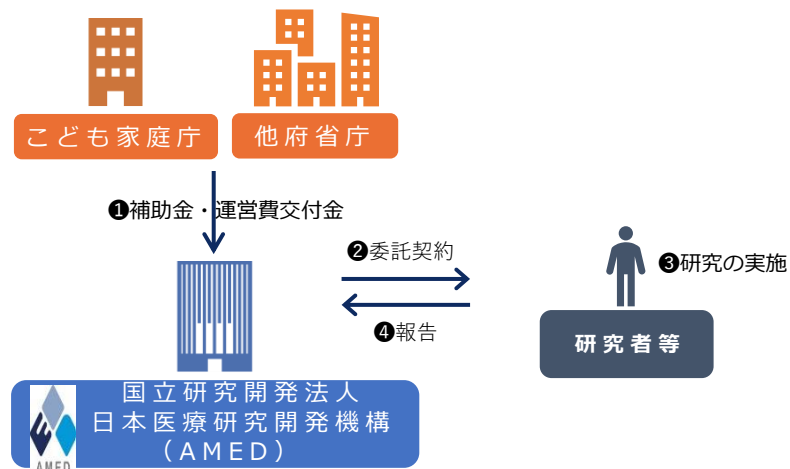 こども家庭庁
他府省庁
❶補助金・運営費交付金
❷委託契約
❸研究の実施
❹報告
研究者等
国立研究開発法人
日本医療研究開発機構
（AMED）
AMED